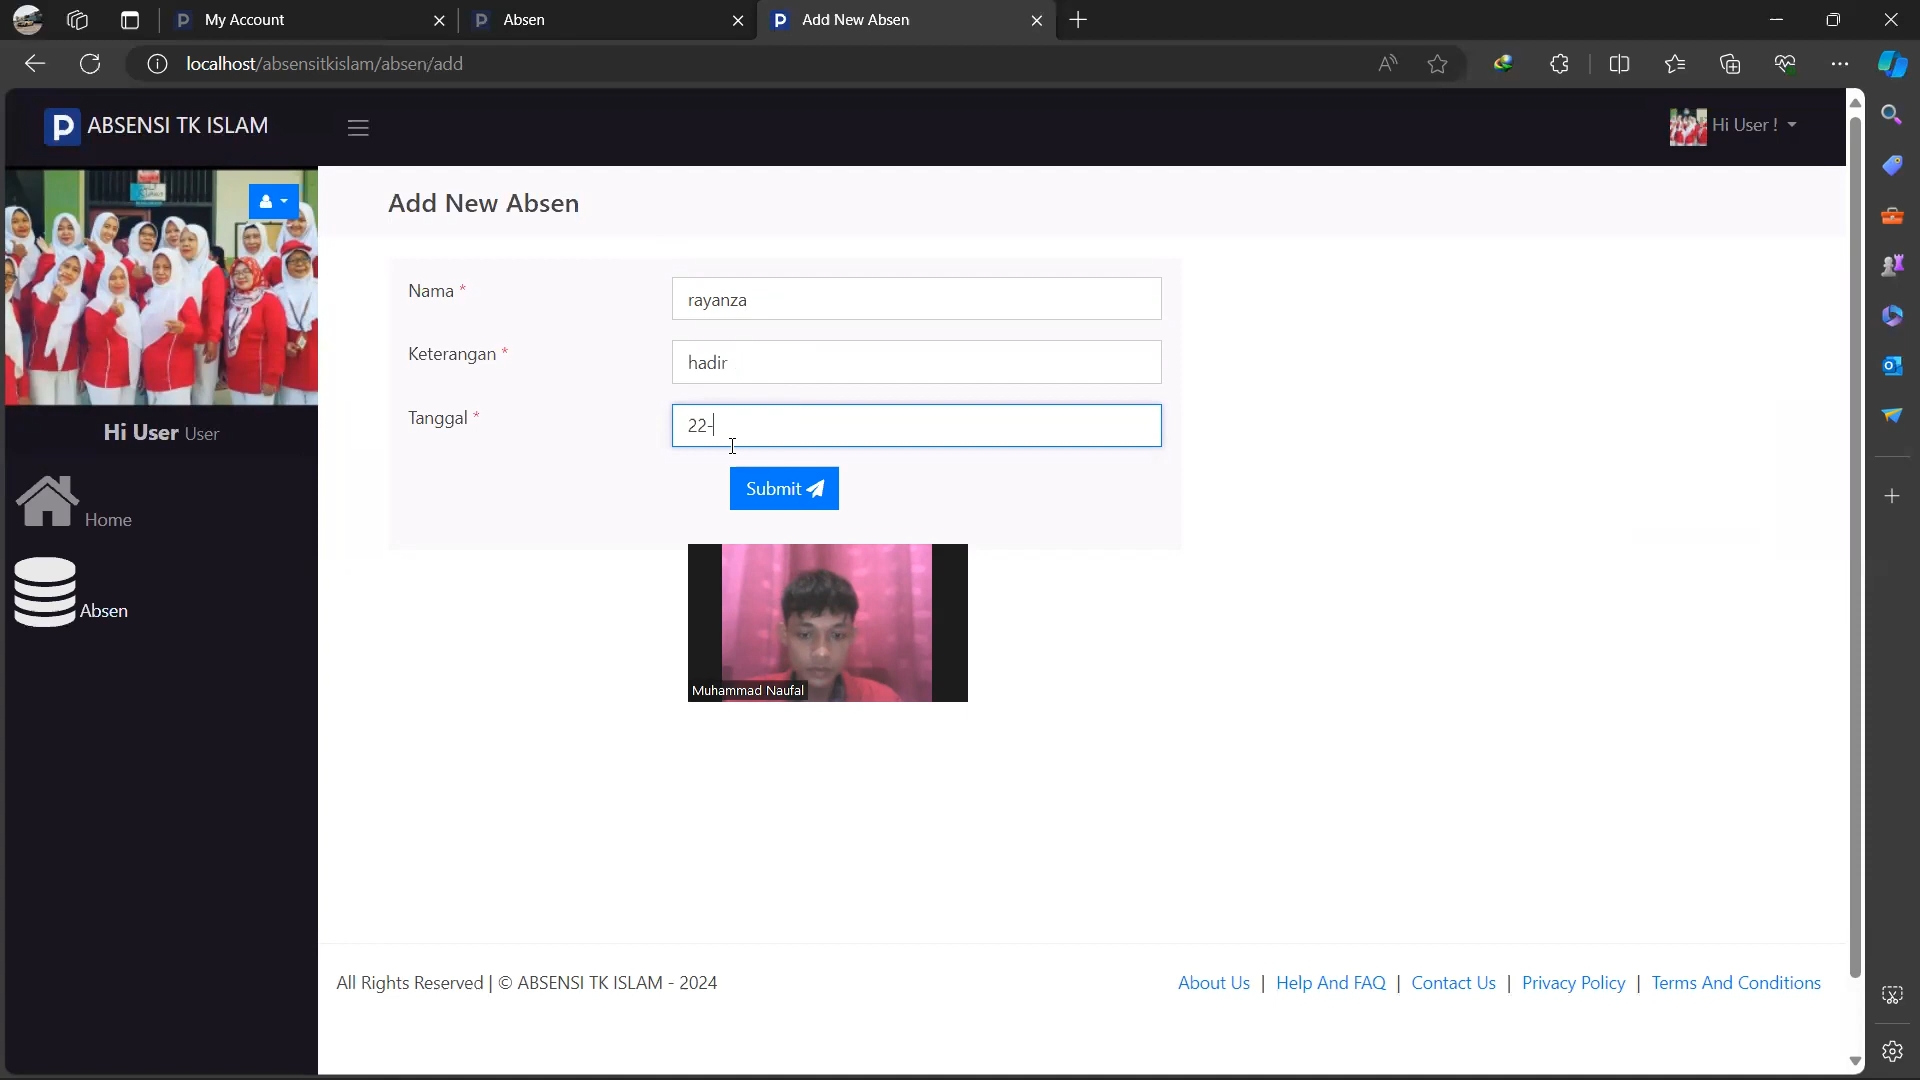 My Account
Absen
Add New Absen
localhost/absensitkislam/absen/add
P ABSENSI TK ISLAM
Hi User !
Add New Absen
Nama *
rayanza
Keterangan *
hadir
Tanggal *
22-
Submit
Hi User User
Home
Absen
Muhammad Naufal
All Rights Reserved | © ABSENSI TK ISLAM - 2024
About Us | Help And FAQ | Contact Us | Privacy Policy | Terms And Conditions